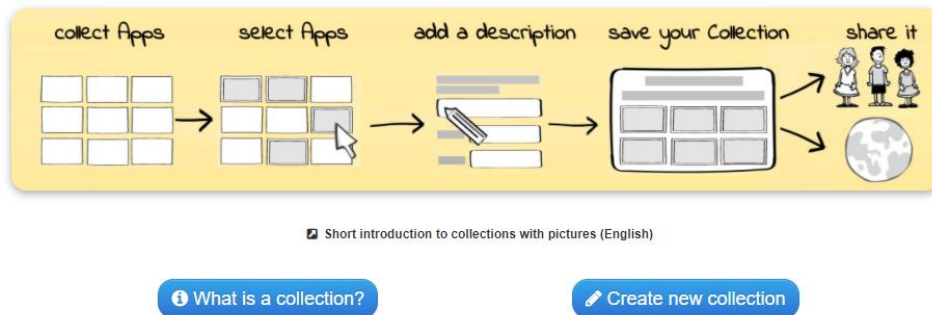 collect Apps
select Apps
add a description
save your Collection
share it
Short introduction to collections with pictures (English)
What is a collection?
Create new collection